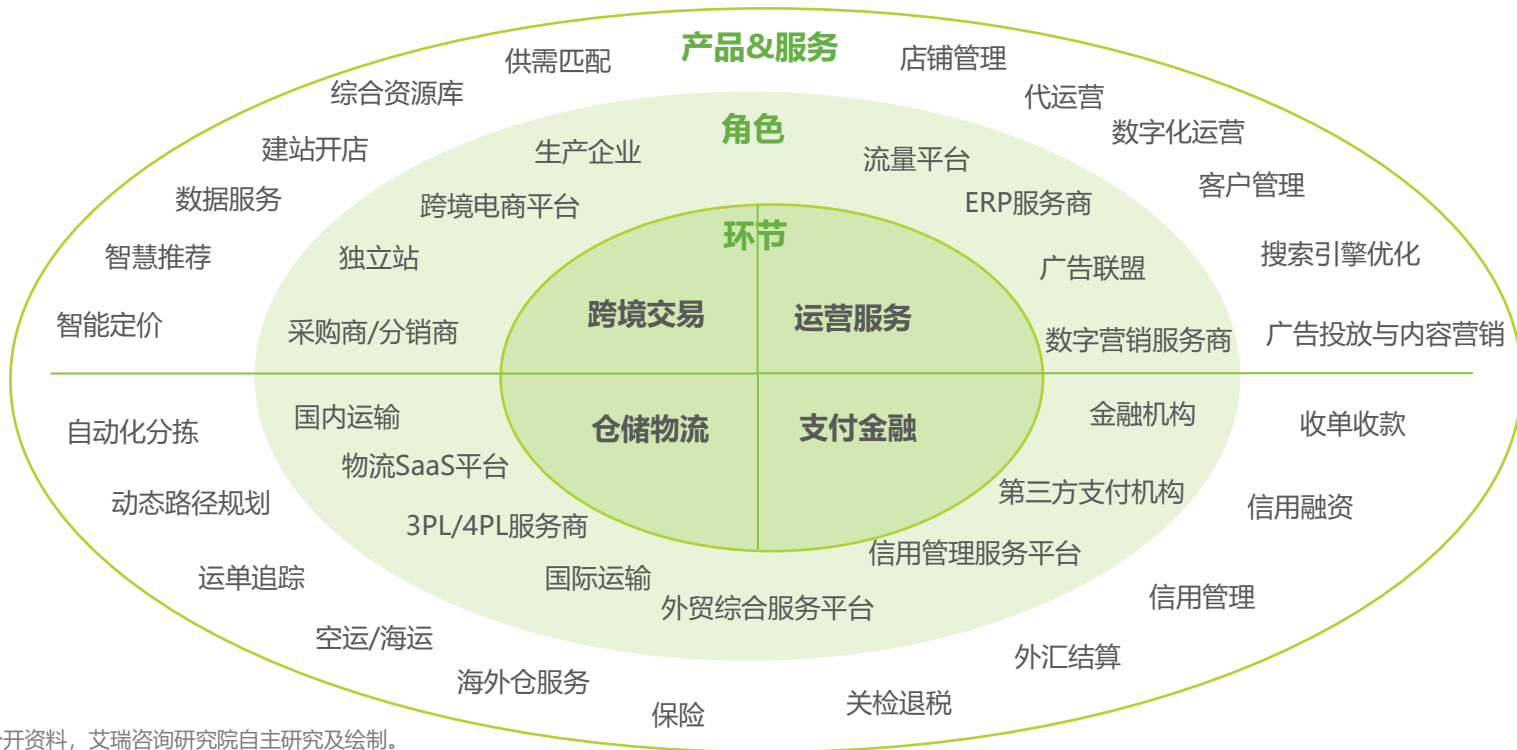 产品&服务
供需匹配
店铺管理
综合资源库
代运营
数字化运营
建站开店
客户管理
数据服务
搜索引擎优化
智慧推荐
智能定价
广告投放与内容营销
角色
生产企业
流量平台
跨境电商平台
ERP服务商
独立站
广告联盟
采购商/分销商
数字营销服务商
环节
跨境交易
运营服务
仓储物流
支付金融
国内运输
金融机构
物流SaaS平台
第三方支付机构
3PL/4PL服务商
信用管理服务平台
国际运输
外贸综合服务平台
自动化分拣
收单收款
动态路径规划
信用融资
运单追踪
信用管理
空运/海运
外汇结算
海外仓服务
关检退税
保险
开资料，艾瑞咨询研究院自主研究及绘制。